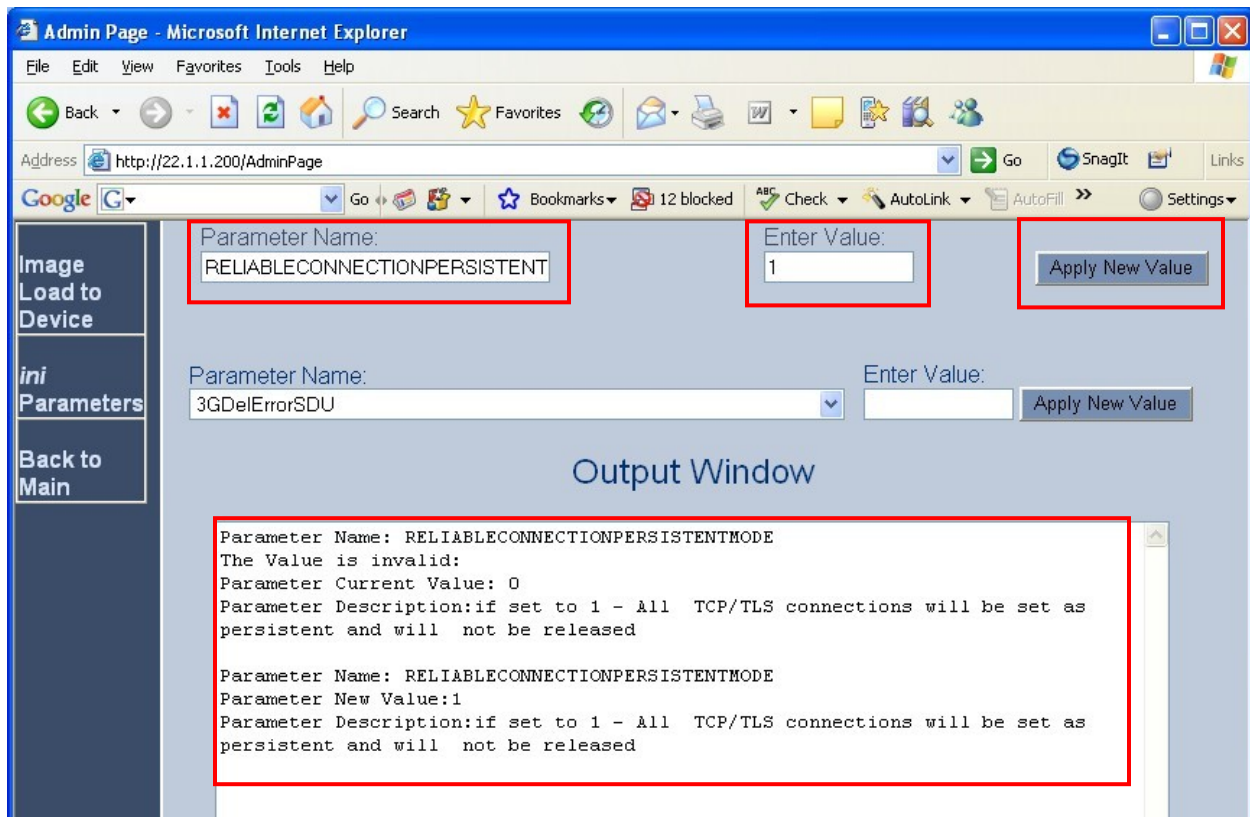 Admin Page - Microsoft Internet Explorer
File Edit View Favorites Tools Help
Back Search Favorites
Address http://22.1.1.200/AdminPage Go SnagIt Links
Google G Go Bookmarks 12 blocked ABC Check AutoLink AutoFill Settings
Image
Load to
Device
ini
Parameters
Back to
Main
Parameter Name: Enter Value:
RELIABLECONNECTIONPERSISTENT 1 Apply New Value
Parameter Name: Enter Value:
3GDelErrorSDU Apply New Value
Output Window
Parameter Name: RELIABLECONNECTIONPERSISTENTMODE
The Value is invalid:
Parameter Current Value: 0
Parameter Description:if set to 1 - All  TCP/TLS connections will be set as
persistent and will  not be released
Parameter Name: RELIABLECONNECTIONPERSISTENTMODE
Parameter New Value:1
Parameter Description:if set to 1 - All  TCP/TLS connections will be set as
persistent and will  not be released